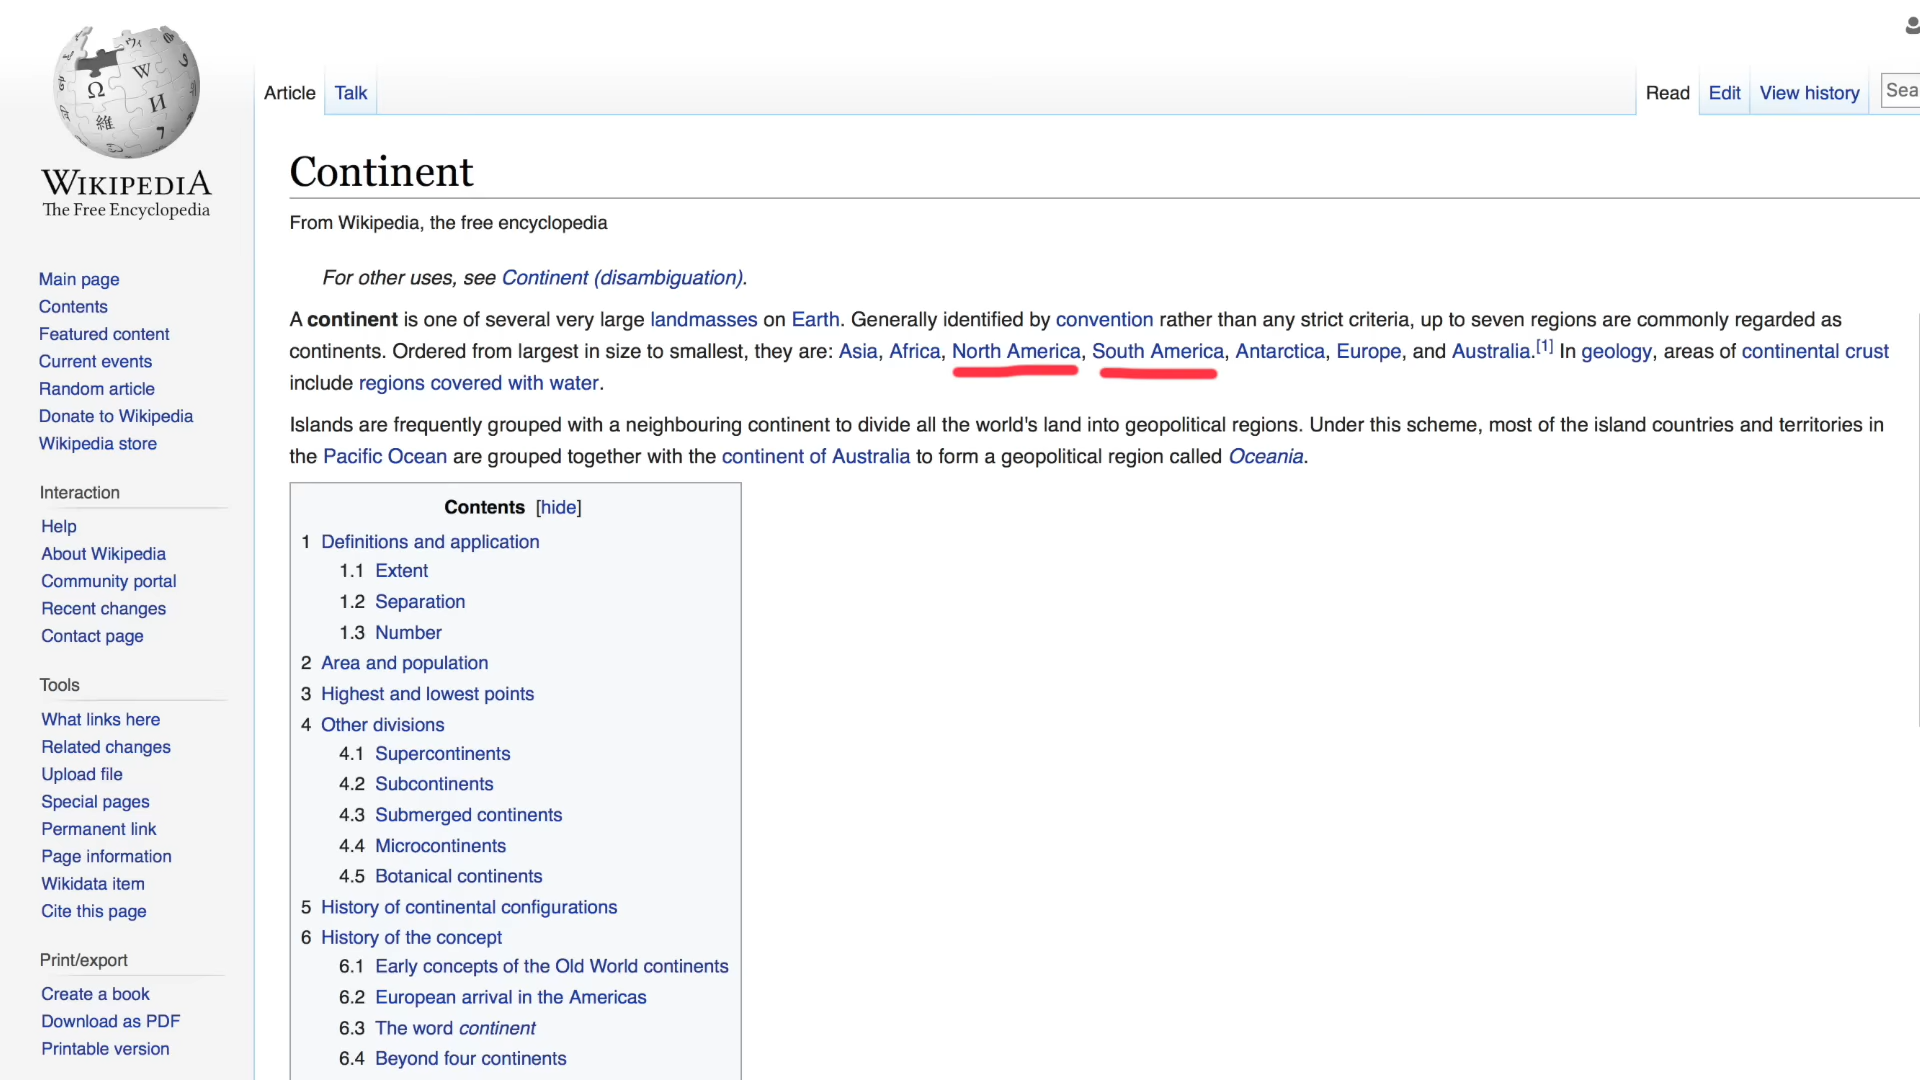 Article
Talk
Read
Edit
View history
Sea
WIKIPEDIA
The Free Encyclopedia
Main page
Contents
Featured content
Current events
Random article
Donate to Wikipedia
Wikipedia store
Interaction
Help
About Wikipedia
Community portal
Recent changes
Contact page
Tools
What links here
Related changes
Upload file
Special pages
Permanent link
Page information
Wikidata item
Cite this page
Print/export
Create a book
Download as PDF
Printable version
Continent
From Wikipedia, the free encyclopedia
For other uses, see Continent (disambiguation).
A continent is one of several very large landmasses on Earth. Generally identified by convention rather than any strict criteria, up to seven regions are commonly regarded as
continents. Ordered from largest in size to smallest, they are: Asia, Africa, North America, South America, Antarctica, Europe, and Australia.[1] In geology, areas of continental crust
include regions covered with water.
Islands are frequently grouped with a neighbouring continent to divide all the world's land into geopolitical regions. Under this scheme, most of the island countries and territories in
the Pacific Ocean are grouped together with the continent of Australia to form a geopolitical region called Oceania.
Contents [hide]
1 Definitions and application
1.1 Extent
1.2 Separation
1.3 Number
2 Area and population
3 Highest and lowest points
4 Other divisions
4.1 Supercontinents
4.2 Subcontinents
4.3 Submerged continents
4.4 Microcontinents
4.5 Botanical continents
5 History of continental configurations
6 History of the concept
6.1 Early concepts of the Old World continents
6.2 European arrival in the Americas
6.3 The word continent
6.4 Beyond four continents